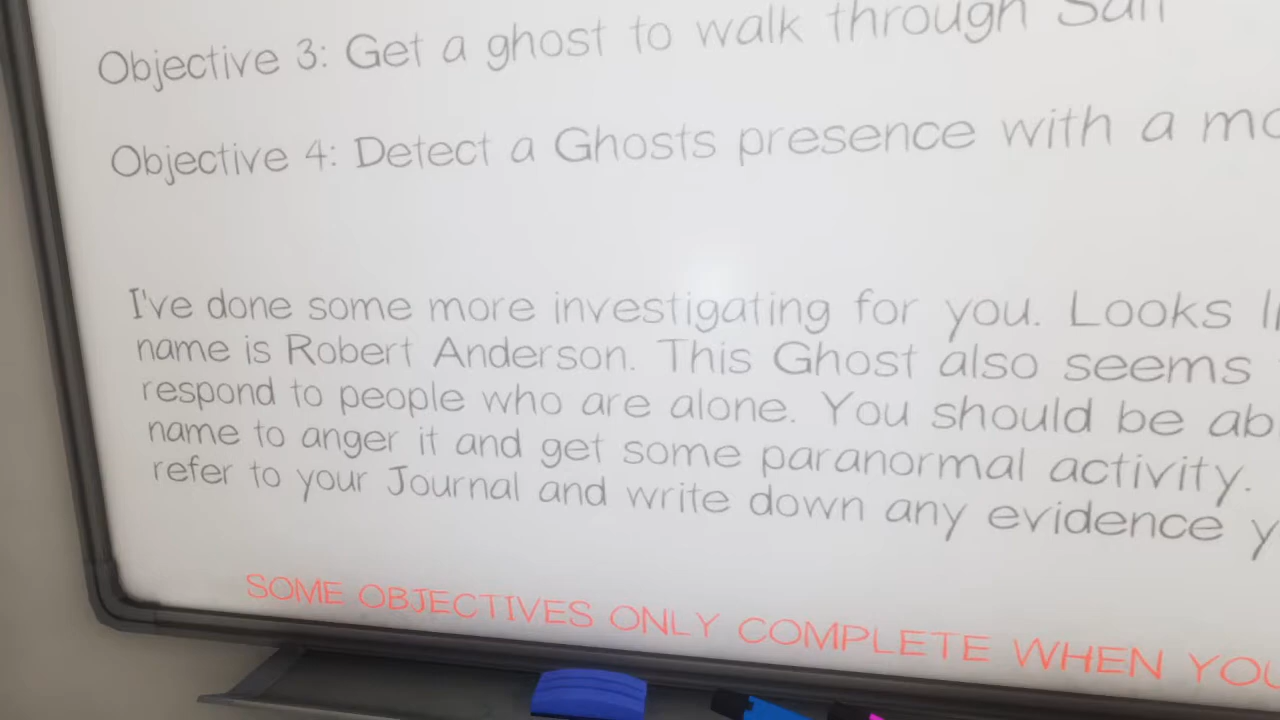 Objective 3: Get a ghost to walk through
Objective 4: Detect a Ghosts presence with a
I've done some more investigating for you. Looks
name is Robert Anderson. This Ghost also seems
respond to people who are alone. You should be
name to anger it and get some paranormal activity.
refer to your Journal and write down any evidence
SOME OBJECTIVES ONLY COMPLETE WHEN